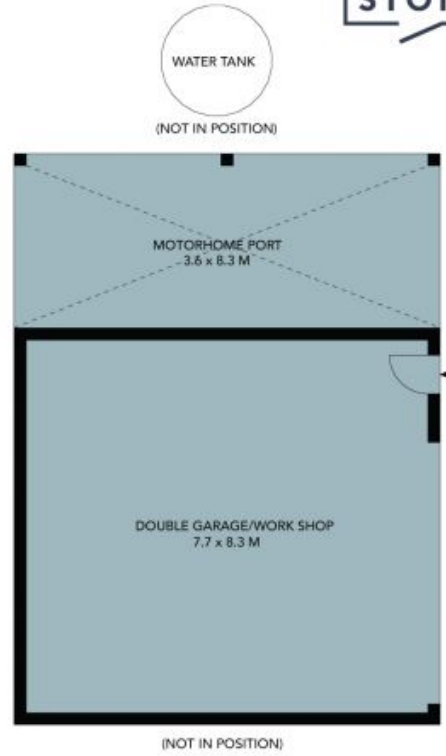 WATER TANK
(NOT IN POSITION)
MOTORHOME PORT
3.6 x 8.3 M
DOUBLE GARAGE/WORK SHOP
7.7 x 8.3 M
(NOT IN POSITION)